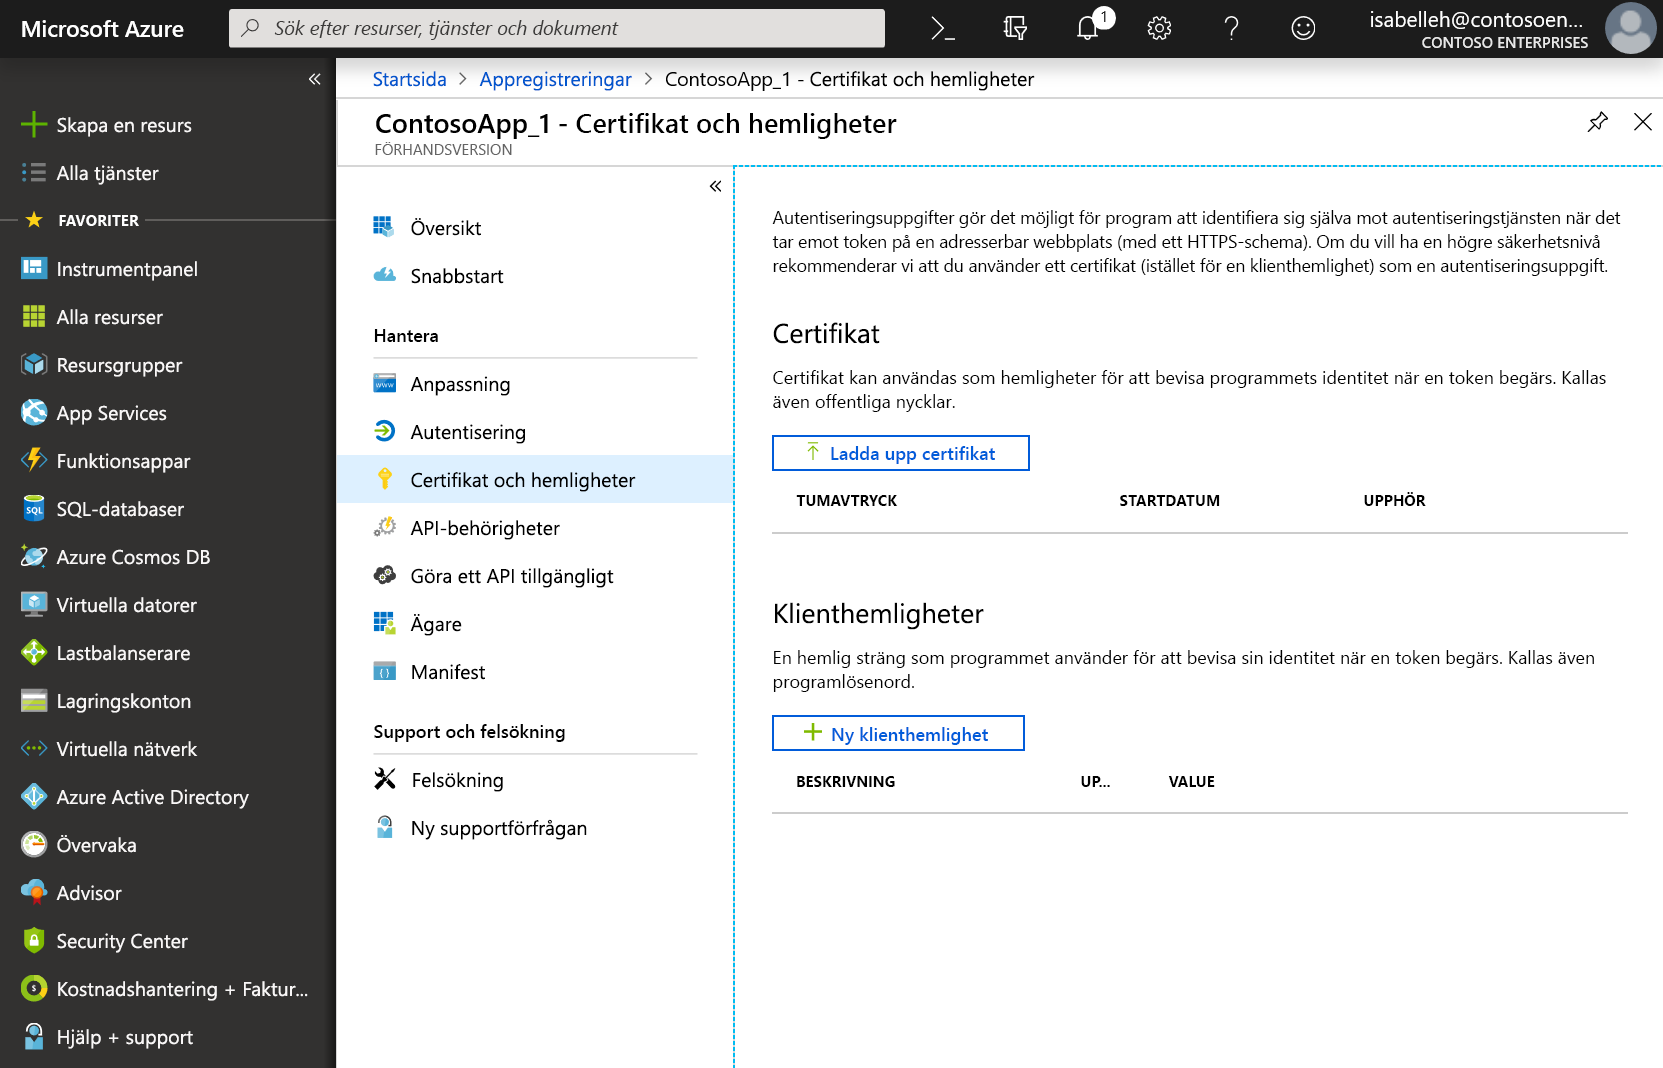 Microsoft Azure
Sök efter resurser, tjänster och dokument
1
isabelleh@contosoen...
CONTOSO ENTERPRISES
Skapa en resurs
Alla tjänster
FAVORITER
Instrumentpanel
Alla resurser
Resursgrupper
App Services
Funktionsappar
SQL-databaser
Azure Cosmos DB
Virtuella datorer
Lastbalanserare
Lagringskonton
Virtuella nätverk
Azure Active Directory
Övervaka
Advisor
Security Center
Kostnadshantering + Faktur...
Hjälp + support
Startsida > Appregistreringar > ContosoApp_1 - Certifikat och hemligheter
ContosoApp_1 - Certifikat och hemligheter
FÖRHANDSVERSION
Översikt
Snabbstart
Hantera
Anpassning
Autentisering
Certifikat och hemligheter
API-behörigheter
Göra ett API tillgängligt
Ägare
Manifest
Support och felsökning
Felsökning
Ny supportförfrågan
Autentiseringsuppgifter gör det möjligt för program att identifiera sig själva mot autentiseringstjänsten när det
tar emot token på en adresserbar webbplats (med ett HTTPS-schema). Om du vill ha en högre säkerhetsnivå
rekommenderar vi att du använder ett certifikat (istället för en klienthemlighet) som en autentiseringsuppgift.
Certifikat
Certifikat kan användas som hemligheter för att bevisa programmets identitet när en token begärs. Kallas
även offentliga nycklar.
Ladda upp certifikat
TUMAVTRYCK STARTDATUM UPPHÖR
Klienthemligheter
En hemlig sträng som programmet använder för att bevisa sin identitet när en token begärs. Kallas även
programlösenord.
Ny klienthemlighet
BESKRIVNING UP... VALUE